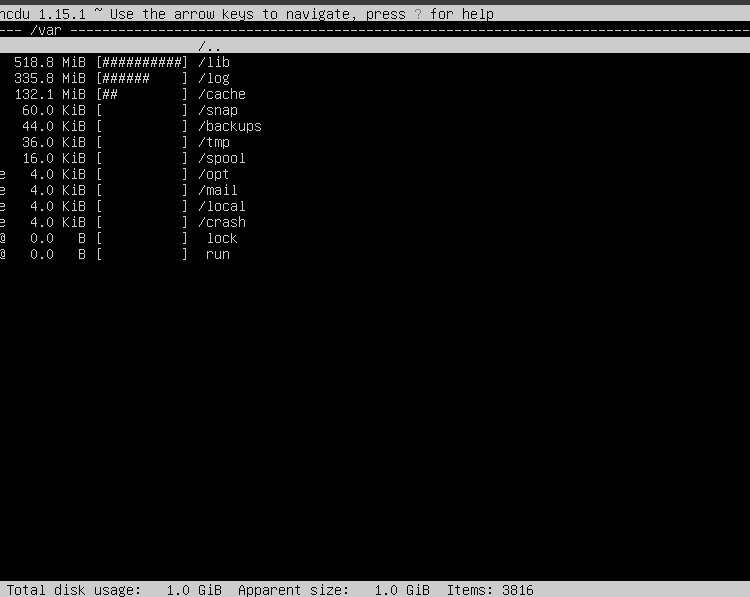 ncdu 1.15.1 ~ Use the arrow keys to navigate, press ? for help
--- /var ----------------------------------------------------------------------------------
/..
518.8 MiB [##########] /lib
335.8 MiB [######    ] /log
132.1 MiB [##        ] /cache
60.0 KiB [          ] /snap
44.0 KiB [          ] /backups
36.0 KiB [          ] /tmp
16.0 KiB [          ] /spool
e 4.0 KiB [          ] /opt
e 4.0 KiB [          ] /mail
e 4.0 KiB [          ] /local
e 4.0 KiB [          ] /crash
@ 0.0   B [          ]  lock
@ 0.0   B [          ]  run
Total disk usage:   1.0 GiB  Apparent size:   1.0 GiB  Items: 3816